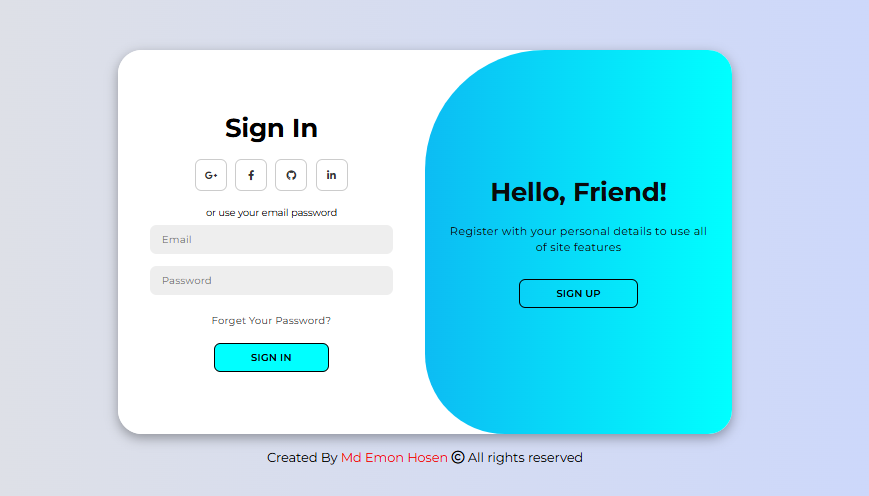 Sign In
G+ f in
or use your email password
Email
Password
Forget Your Password?
SIGN IN
Hello, Friend!
Register with your personal details to use all
of site features
SIGN UP
Created By Md Emon Hosen © All rights reserved